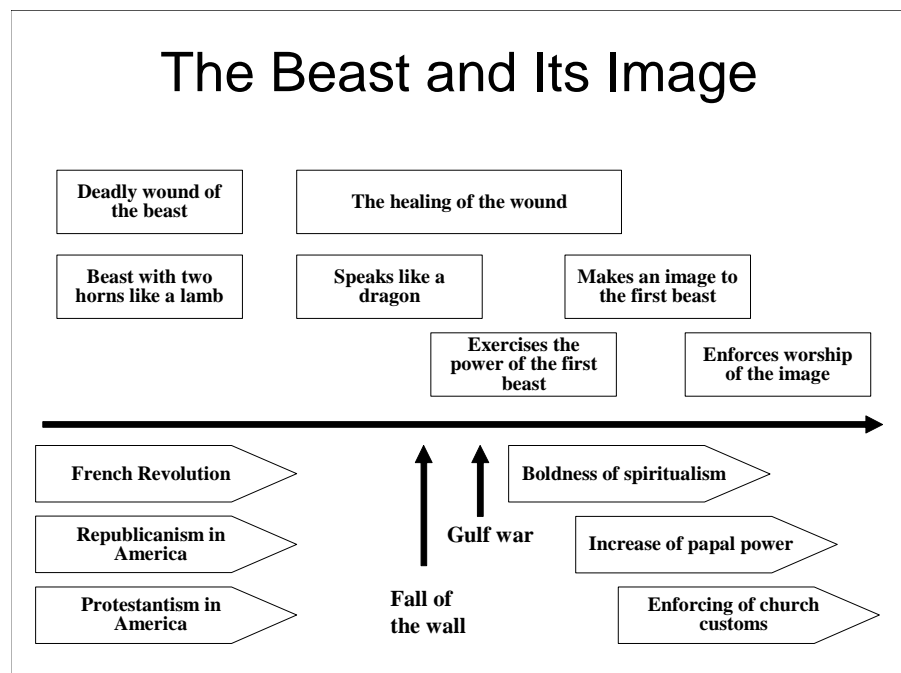 The Beast and Its Image
Deadly wound of
the beast
The healing of the wound
Beast with two
horns like a lamb
Speaks like a
dragon
Makes an image to
the first beast
Exercises the
power of the first
beast
Enforces worship
of the image
French Revolution
Boldness of spiritualism
Republicanism in
America
Gulf war
Increase of papal power
Protestantism in
America
Fall of
the wall
Enforcing of church
customs